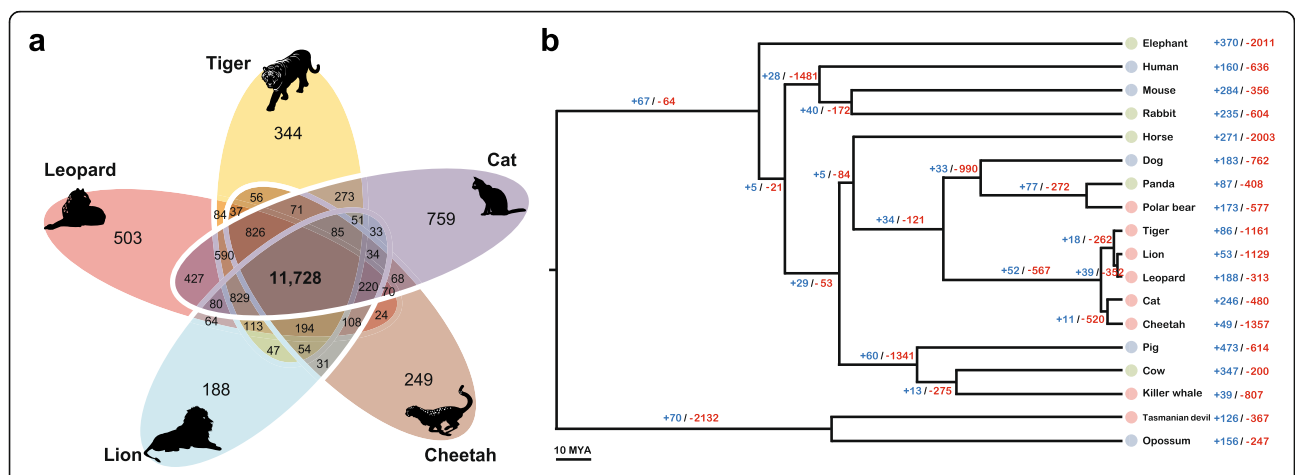 a
Tiger
344
Leopard
Cat
503
759
56
273
84
37
71
51
33
826
85
590
34
427
11,728
68
220
70
80
829
24
64
113
194
108
47
54
31
188
249
Lion
Cheetah
b
Elephant +370 / -2011
+28 / -1481
Human +160 / -636
Mouse +284 / -356
+67 / -64
+40 / -172
Rabbit +235 / -604
Horse +271 / -2003
Dog +183 / -762
+33 / -990
+5 / -84
+5 / -21
+77 / -272
Panda +87 / -408
Polar bear +173 / -577
+34 / -121
Tiger +86 / -1161
+18 / -262
Lion +53 / -1129
+52 / -567
+39 / -352
Leopard +188 / -313
+29 / -53
Cat +246 / -480
+11 / -520
Cheetah +49 / -1357
Pig +473 / -614
+60 / -1341
Cow +347 / -200
+13 / -275
Killer whale +39 / -807
+70 / -2132
Tasmanian devil +126 / -367
Opossum +156 / -247
10 MYA